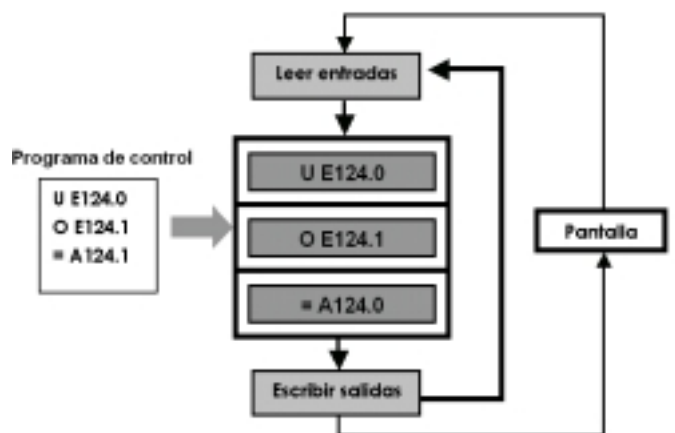 Leer entradas
Programa de control
U E124.0
O E124.1
= A124.1
U E124.0
O E124.1
= A124.0
Pantalla
Escribir salidas